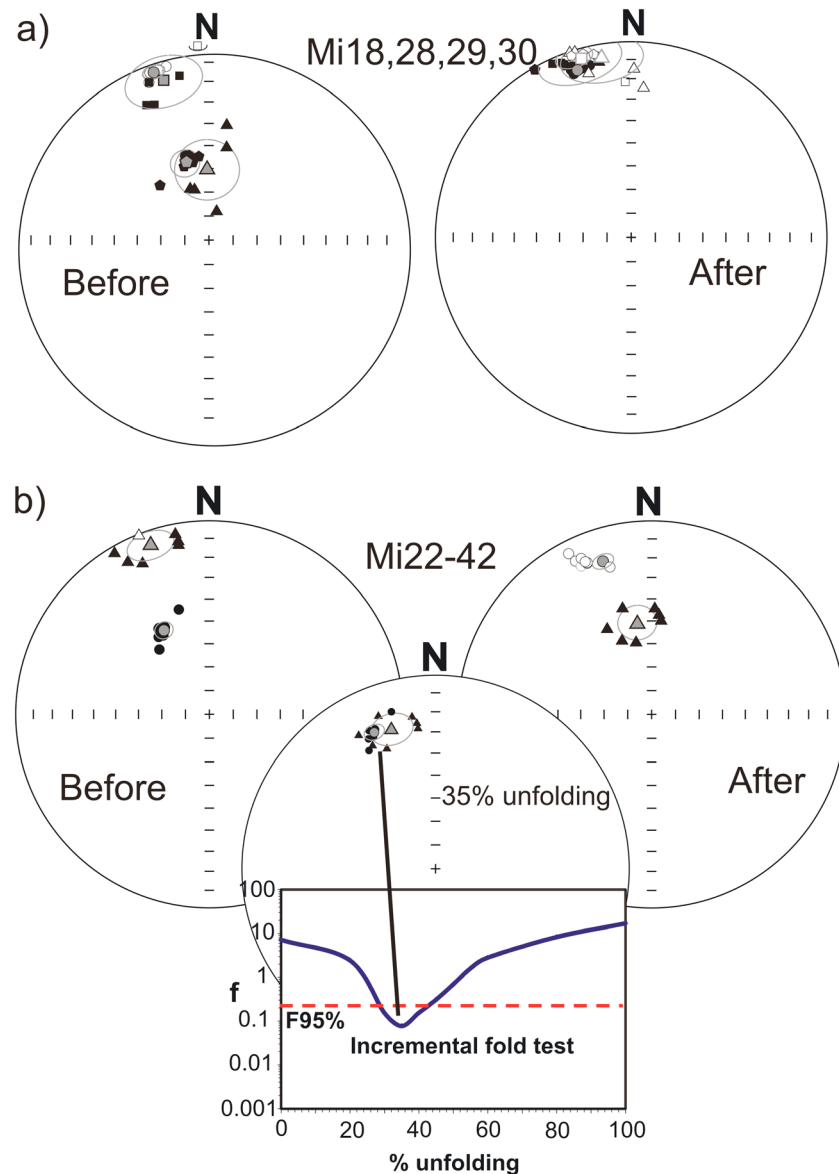 a)
N
Mi18,28,29,30
N
Before
After
b)
N
Mi22-42
N
N
Before
35% unfolding
After
100
10
1
f
0.1
F95%
Incremental fold test
0.01
0.001
0 20 40 60 80 100
% unfolding